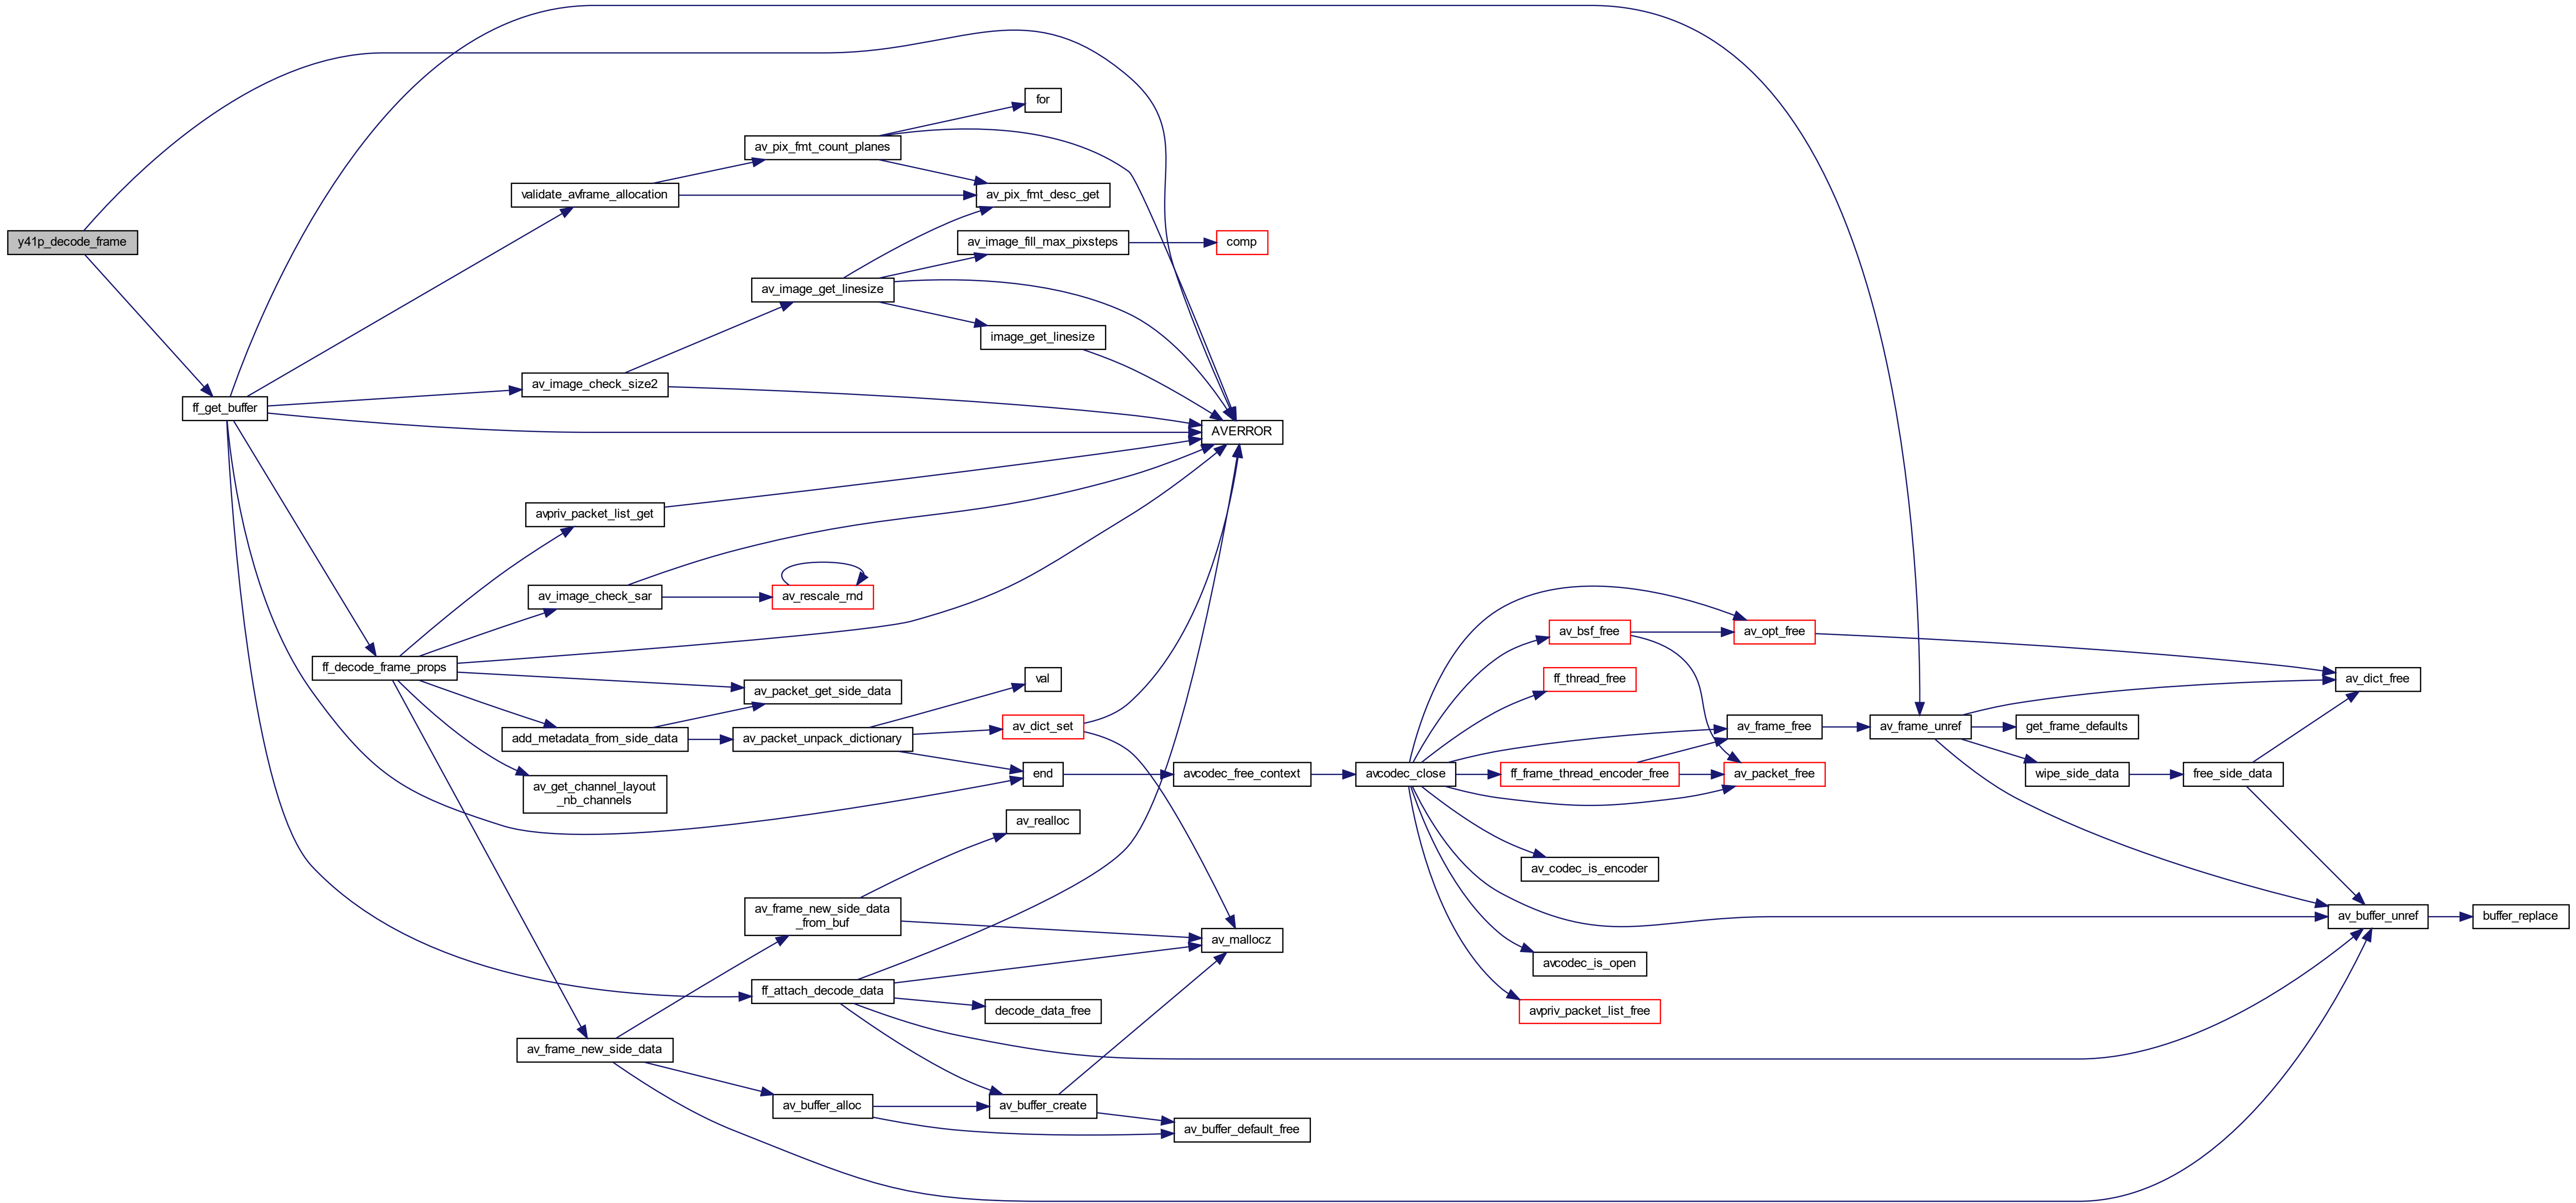 y41p_decode_frame
ff_get_buffer
validate_avframe_allocation
av_pix_fmt_count_planes
for
av_pix_fmt_desc_get
av_image_fill_max_pixsteps
comp
av_image_get_linesize
image_get_linesize
av_image_check_size2
AVERROR
avpriv_packet_list_get
av_image_check_sar
av_rescale_rnd
ff_decode_frame_props
av_packet_get_side_data
add_metadata_from_side_data
av_packet_unpack_dictionary
val
av_dict_set
end
av_get_channel_layout
_nb_channels
avcodec_free_context
avcodec_close
av_bsf_free
av_opt_free
ff_thread_free
av_frame_free
ff_frame_thread_encoder_free
av_packet_free
av_codec_is_encoder
avcodec_is_open
avpriv_packet_list_free
av_frame_unref
av_dict_free
get_frame_defaults
wipe_side_data
free_side_data
av_buffer_unref
buffer_replace
av_realloc
av_frame_new_side_data
_from_buf
av_mallocz
ff_attach_decode_data
decode_data_free
av_frame_new_side_data
av_buffer_alloc
av_buffer_create
av_buffer_default_free